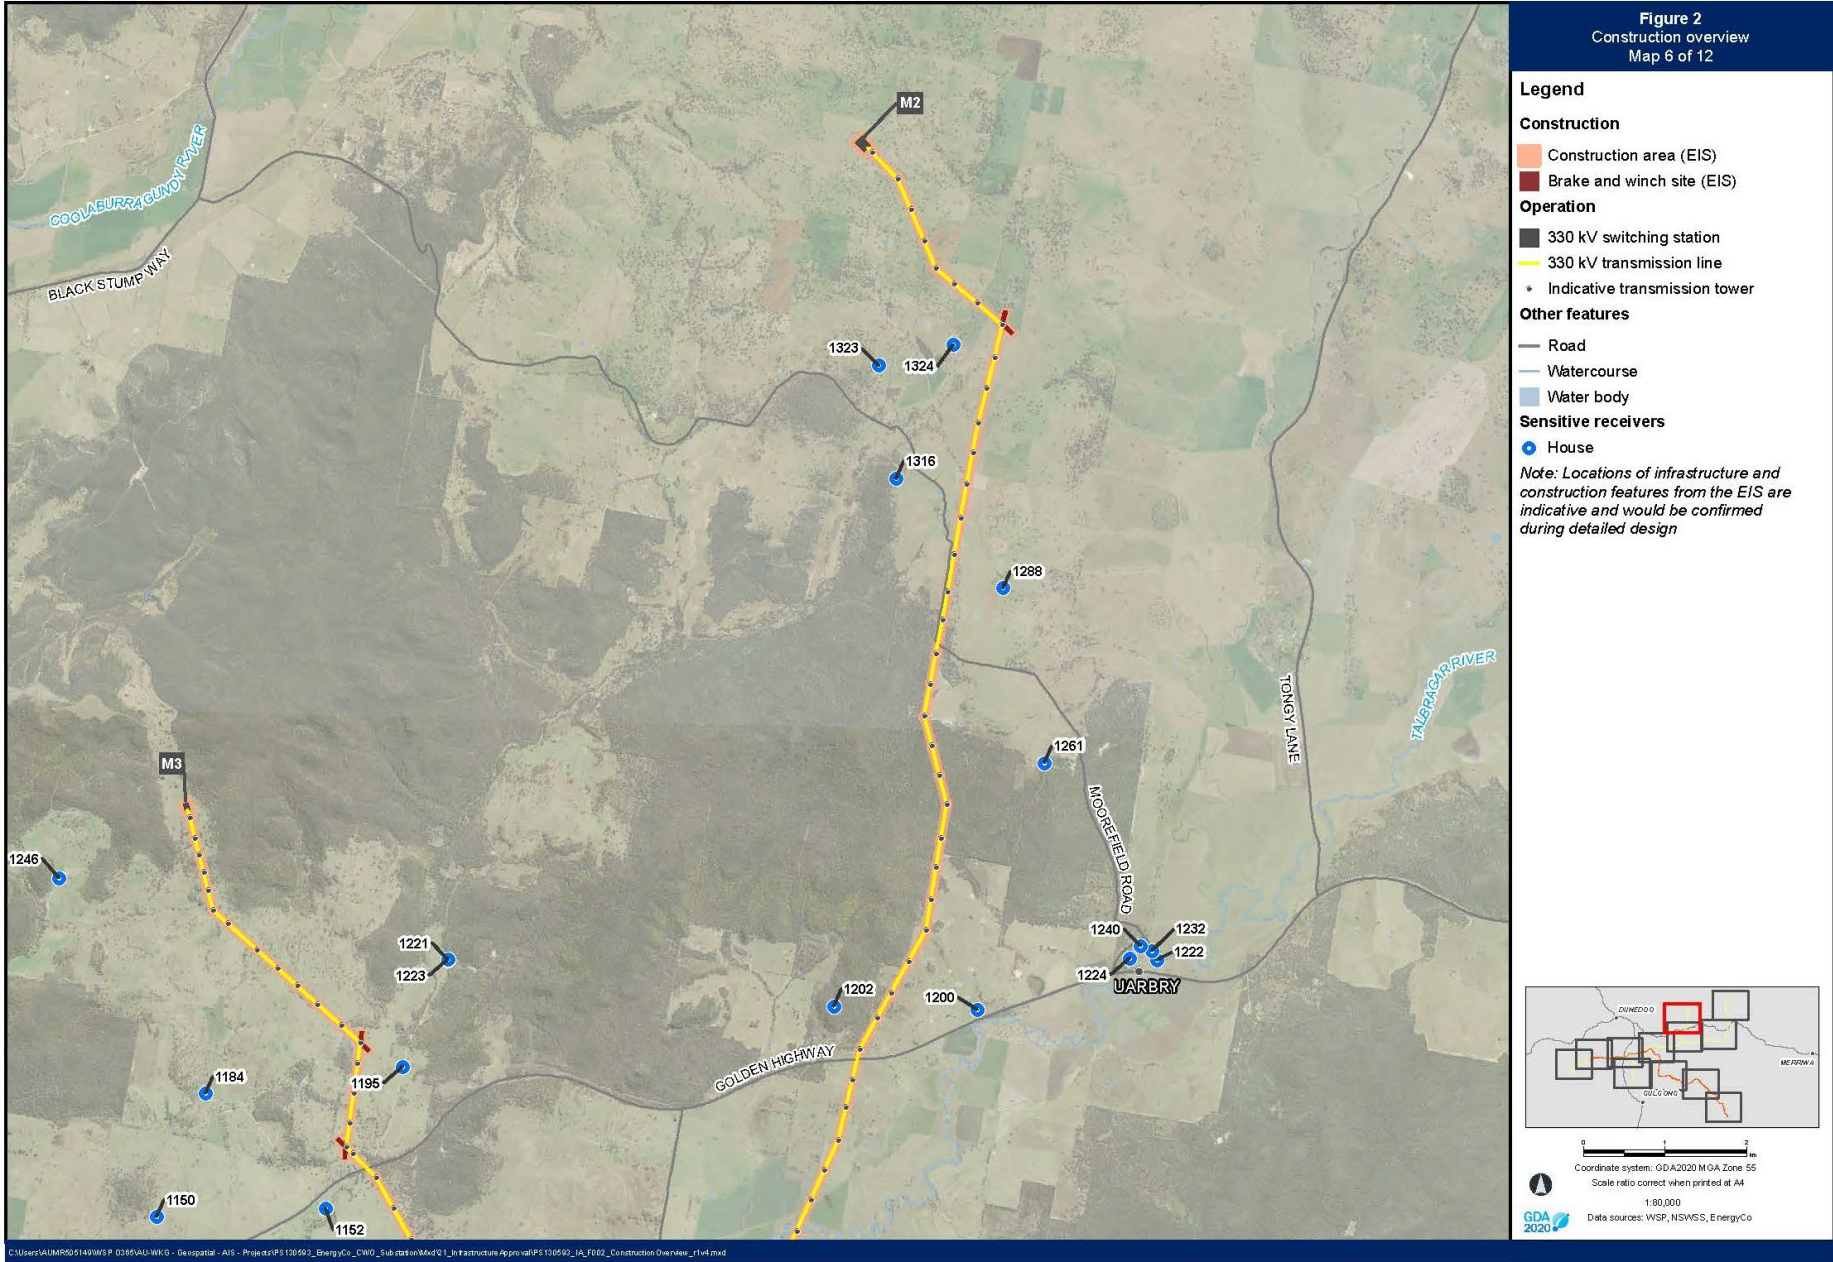 Figure 2
Construction overview
Map 6 of 12
Legend
Construction
Construction area (EIS)
Brake and winch site (EIS)
Operation
330 kV switching station
330 kV transmission line
Indicative transmission tower
Other features
Road
Watercourse
Water body
Sensitive receivers
House
Note: Locations of infrastructure and
construction features from the EIS are
indicative and would be confirmed
during detailed design
M2
COOLABURRAGUNDY RIVER
BLACK STUMP WAY
1323
1324
1316
1288
TALBRAGAR RIVER
TONGY LANE
1261
M3
MOOREFIELD ROAD
1246
1240
1232
1221
1222
1223
1224
UARBRY
1202
1200
GOLDEN HIGHWAY
1184
1195
1150
1152
DUNEDOO
MERRIWA
GULGONG
0 1 2
km
Coordinate system: GDA2020 MGA Zone 55
Scale ratio correct when printed at A4
1:80,000
GDA
2020
Data sources: WSP, NSWSS, EnergyCo